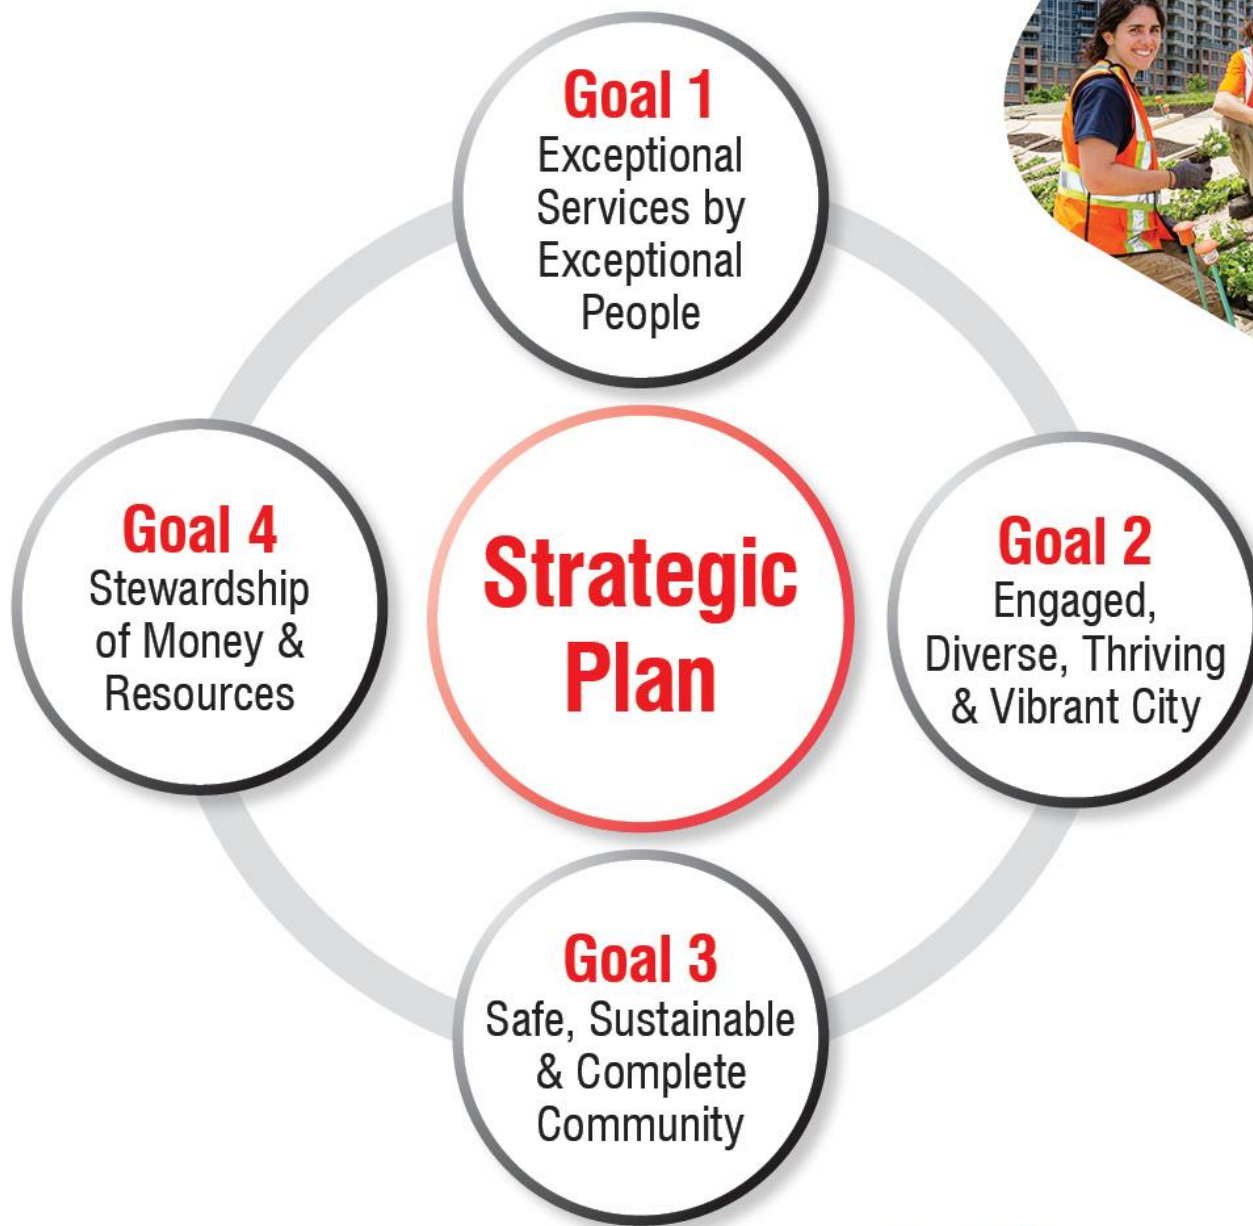 Goal 1
Exceptional
Services by
Exceptional
People
Goal 4
Stewardship
of Money &
Resources
Strategic
Plan
Goal 2
Engaged,
Diverse, Thriving
& Vibrant City
Goal 3
Safe, Sustainable
& Complete
Community